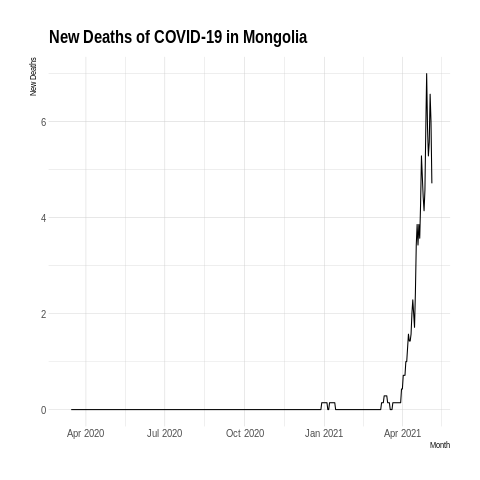 New Deaths of COVID-19 in Mongolia
New Deaths
6
4
2
0
Apr 2020 Jul 2020 Oct 2020 Jan 2021 Apr 2021
Month